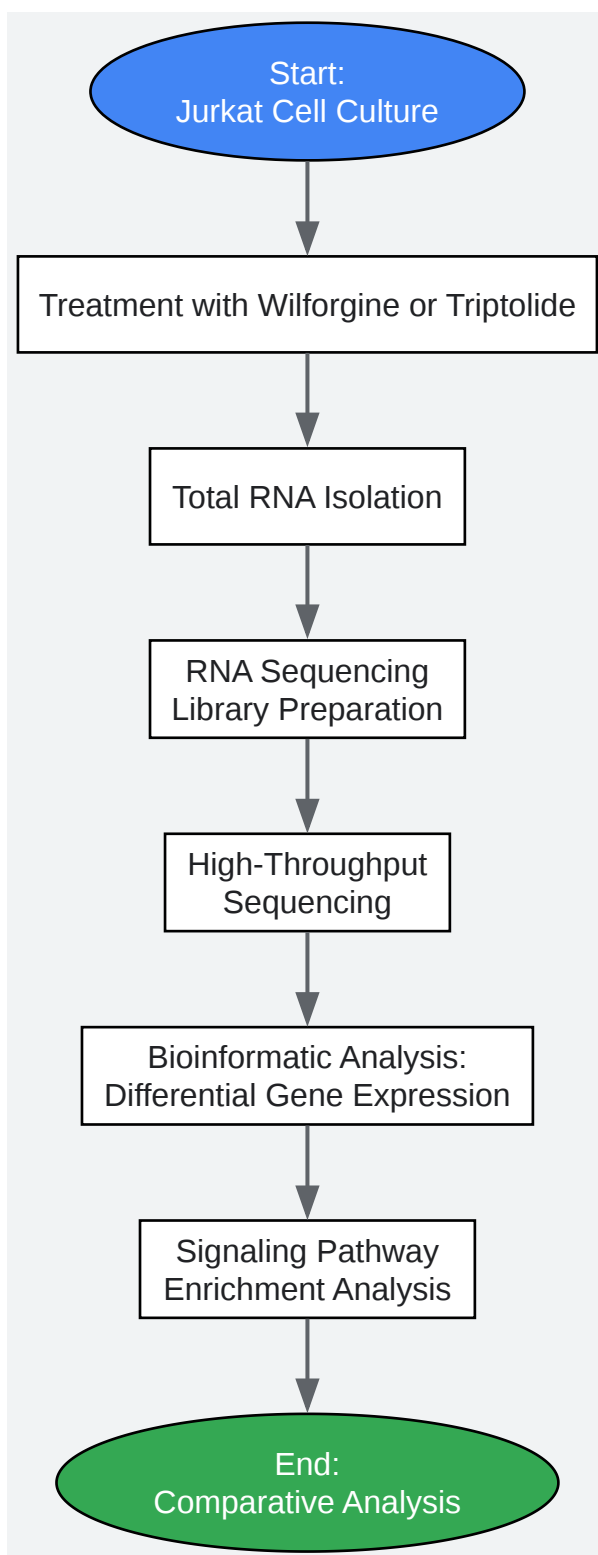 Start:
Jurkat Cell Culture
Treatment with Wilforgine or Triptolide
Total RNA Isolation
RNA Sequencing
Library Preparation
High-Throughput
Sequencing
Bioinformatic Analysis:
Differential Gene Expression
Signaling Pathway
Enrichment Analysis
End:
Comparative Analysis